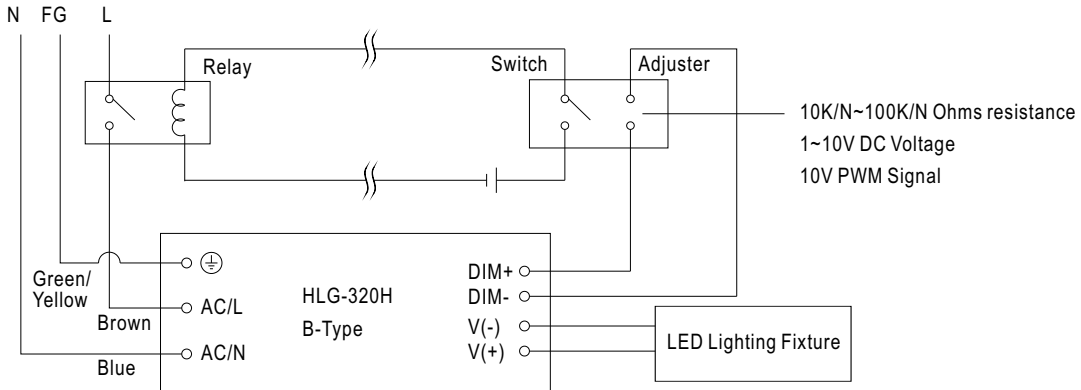 N FG L
Relay
Switch
Adjuster
10K/N~100K/N Ohms resistance
1~10V DC Voltage
10V PWM Signal
Green/
Yellow
Brown
Blue
AC/L
AC/N
HLG-320H
B-Type
DIM+
DIM-
V(-)
V(+)
LED Lighting Fixture